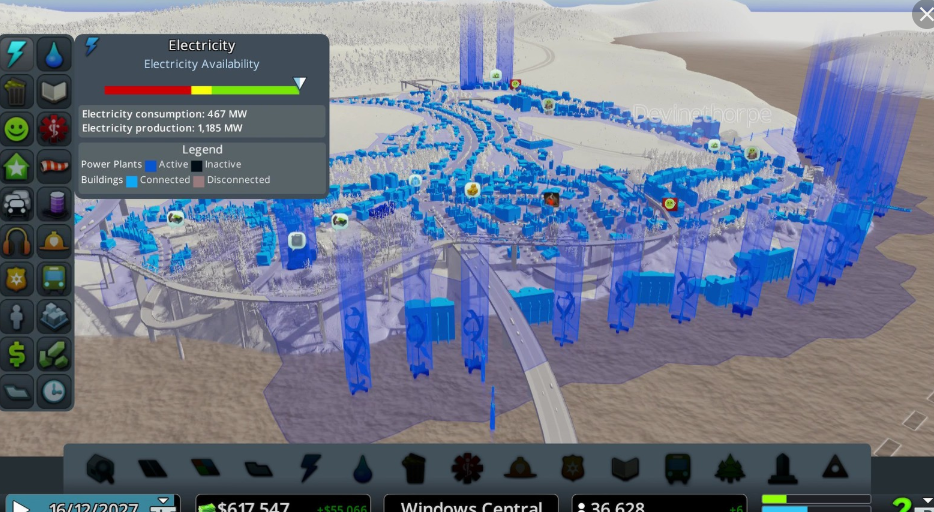 Electricity
Electricity Availability
Electricity consumption: 467 MW
Electricity production: 1,185 MW
Legend
Power Plants Active Inactive
Buildings Connected Disconnected
Devinethorpe
16/12/2027 $617,547 +$55,066 Windows Central 36,628 +6